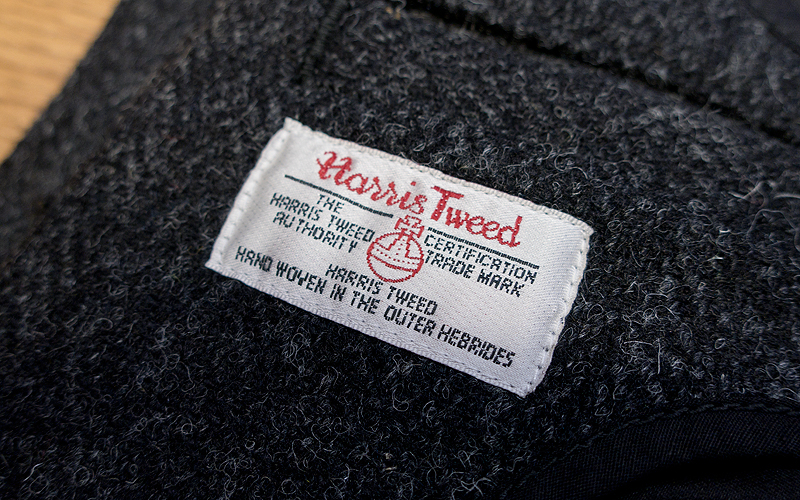 Harris Tweed
THE
HARRIS TWEED
AUTHORITY
CERTIFICATION
TRADE MARK
HARRIS TWEED
HAND WOVEN IN THE OUTER HEBRIDES